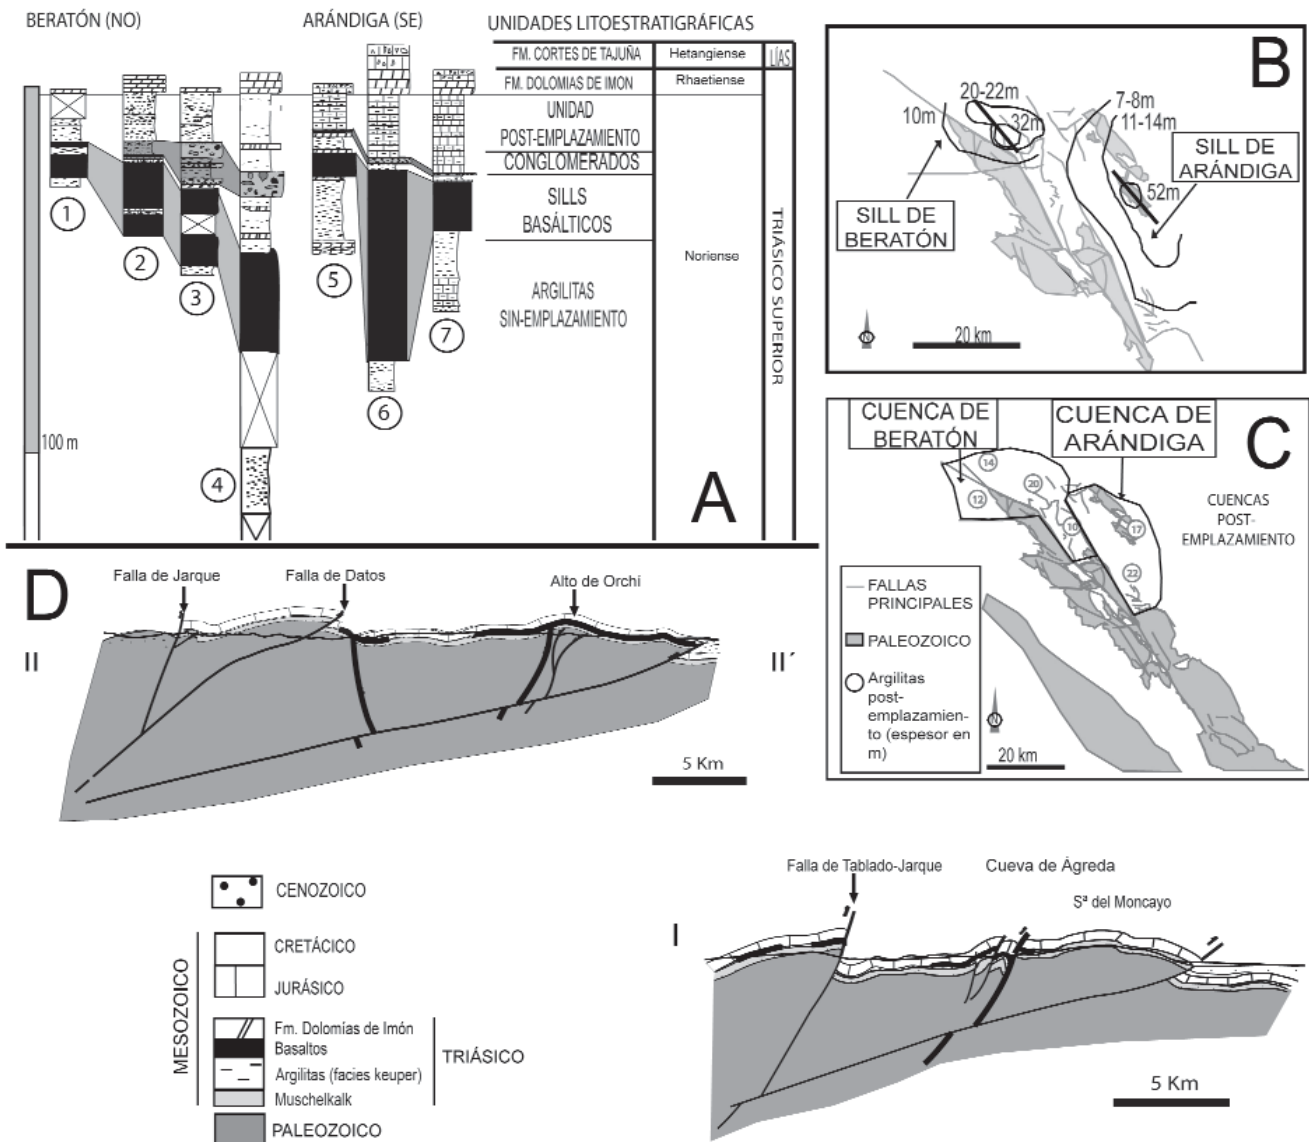 BERATÓN (NO)
ARÁNDIGA (SE)
UNIDADES LITOESTRATIGRÁFICAS
FM. CORTES DE TAJUÑA
Hetangiense
LÍAS
FM. DOLOMIAS DE IMON
Rhaetiense
UNIDAD
POST-EMPLAZAMIENTO
CONGLOMERADOS
SILLS
BASÁLTICOS
Noriense
ARGILITAS
SIN-EMPLAZAMIENTO
TRIÁSICO SUPERIOR
1
2
3
4
5
6
7
100 m
A
B
20-22m
10m
32m
7-8m
11-14m
SILL DE
ARÁNDIGA
52m
SILL DE
BERATÓN
N
20 km
C
CUENCA DE
BERATÓN
CUENCA DE
ARÁNDIGA
14
12
20
10
17
22
CUENCAS
POST-
EMPLAZAMIENTO
FALLAS
PRINCIPALES
PALEOZOICO
Argilitas
post-
emplazamien-
to (espesor en
m)
N
20 km
D
Falla de Jarque
Falla de Datos
Alto de Orchi
II
II´
5 Km
CENOZOICO
MESOZOICO
CRETÁCICO
JURÁSICO
Fm. Dolomías de Imón
Basaltos
Argilitas (facies keuper)
Muschelkalk
TRIÁSICO
PALEOZOICO
Falla de Tablado-Jarque
Cueva de Ágreda
Sª del Moncayo
I
5 Km